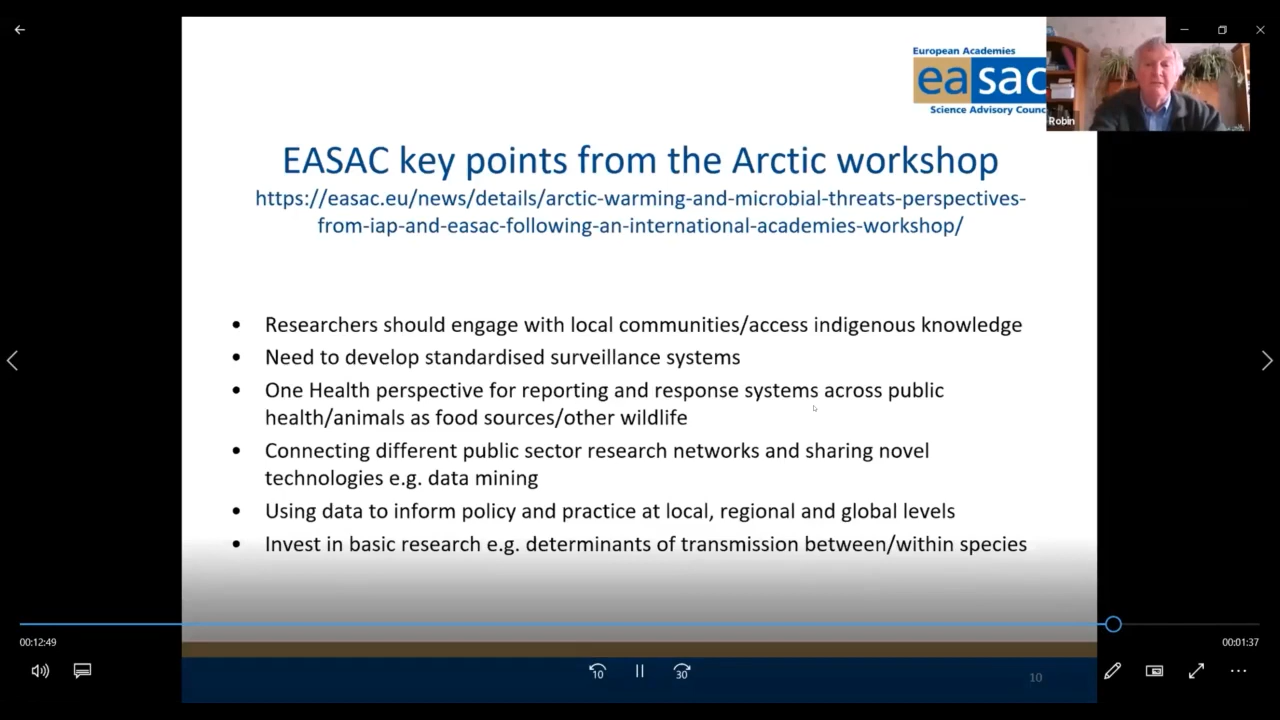 European Academies
easac
Science Advisory Counc
Robin
EASAC key points from the Arctic workshop
https://easac.eu/news/details/arctic-warming-and-microbial-threats-perspectives-
from-iap-and-easac-following-an-international-academies-workshop/
• Researchers should engage with local communities/access indigenous knowledge
• Need to develop standardised surveillance systems
• One Health perspective for reporting and response systems across public
health/animals as food sources/other wildlife
• Connecting different public sector research networks and sharing novel
technologies e.g. data mining
• Using data to inform policy and practice at local, regional and global levels
• Invest in basic research e.g. determinants of transmission between/within species
00:12:49
00:01:37
10
30
10